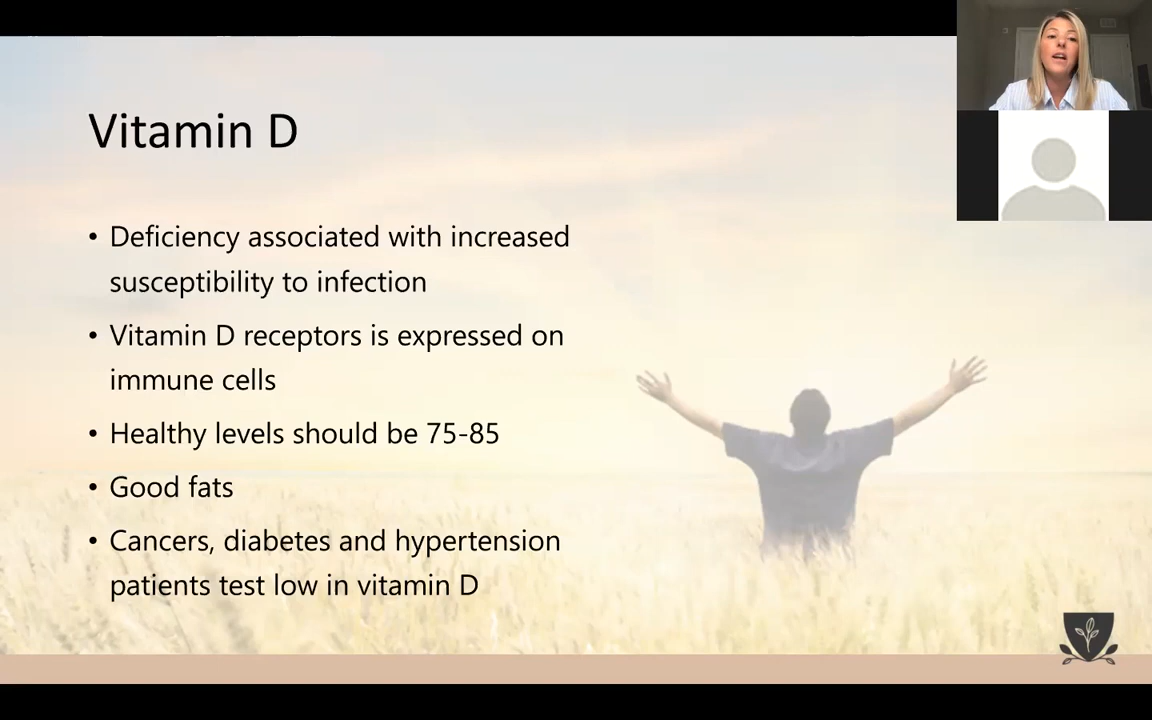 Vitamin D
• Deficiency associated with increased
susceptibility to infection
• Vitamin D receptors is expressed on
immune cells
• Healthy levels should be 75-85
• Good fats
• Cancers, diabetes and hypertension
patients test low in vitamin D